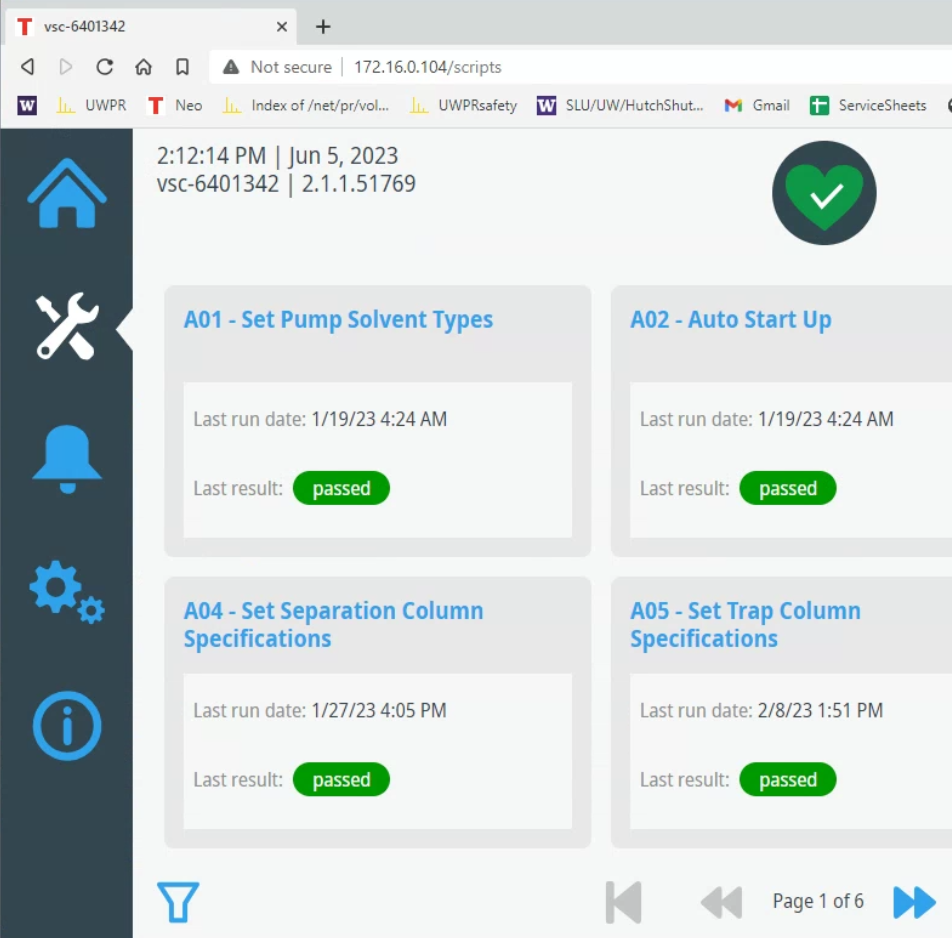 vsc-6401342
Not secure | 172.16.0.104/scripts
W UWPR T Neo Index of /net/pr/vol... UWPRsafety W SLU/UW/HutchShut... Gmail ServiceSheets
2:12:14 PM | Jun 5, 2023
vsc-6401342 | 2.1.1.51769
A01 - Set Pump Solvent Types
Last run date: 1/19/23 4:24 AM
Last result: passed
A02 - Auto Start Up
Last run date: 1/19/23 4:24 AM
Last result: passed
A04 - Set Separation Column
Specifications
Last run date: 1/27/23 4:05 PM
Last result: passed
A05 - Set Trap Column
Specifications
Last run date: 2/8/23 1:51 PM
Last result: passed
Page 1 of 6